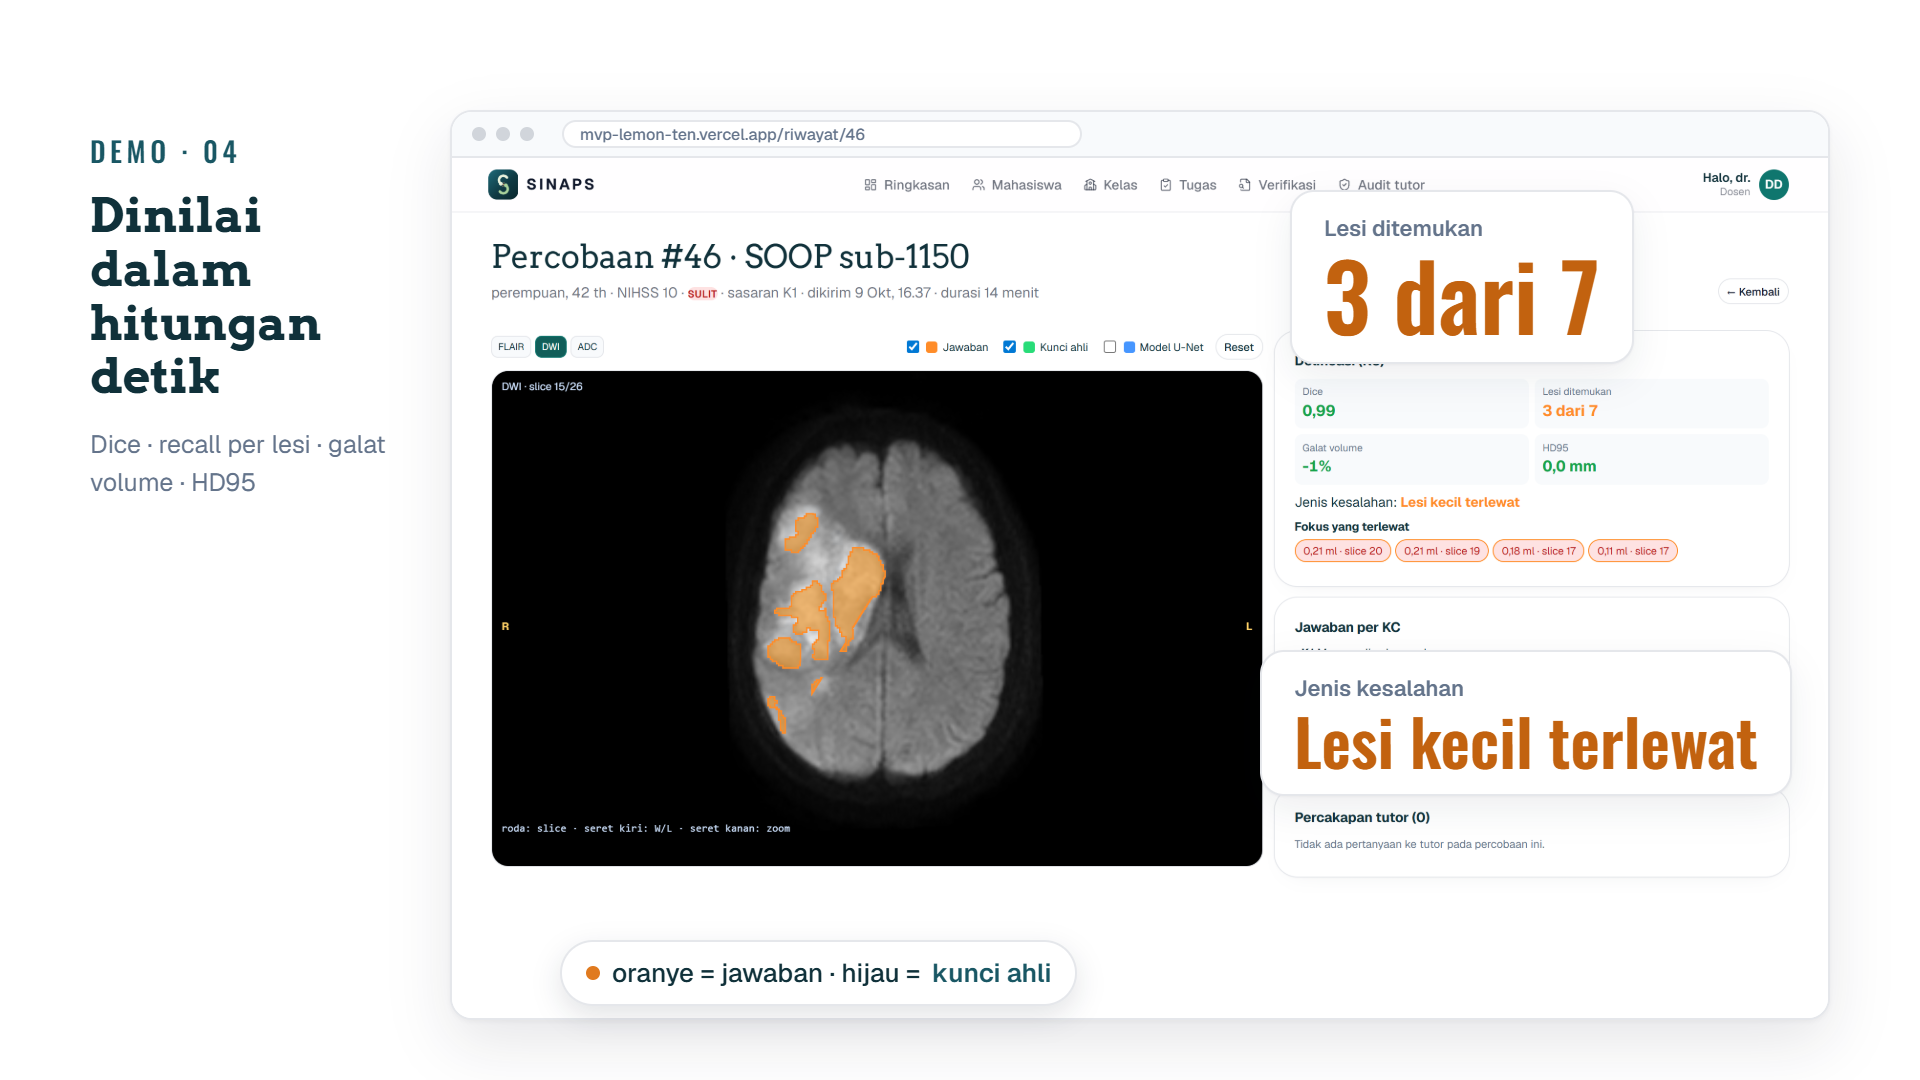 DEMO · 04
Dinilai
dalam
hitungan
detik
Dice · recall per lesi · galat
volume · HD95
mvp-lemon-ten.vercel.app/riwayat/46
SINAPS
Ringkasan
Mahasiswa
Kelas
Tugas
Verifikasi
Audit tutor
Halo, dr.
Dosen
DD
Percobaan #46 · SOOP sub-1150
perempuan, 42 th · NIHSS 10 · SULIT · sasaran K1 · dikirim 9 Okt, 16.37 · durasi 14 menit
Lesi ditemukan
3 dari 7
← Kembali
FLAIR
DWI
ADC
Jawaban
Kunci ahli
Model U-Net
Reset
DWI · slice 15/26
R
L
roda: slice · seret kiri: W/L · seret kanan: zoom
Dice
0,99
Lesi ditemukan
3 dari 7
Galat volume
-1%
HD95
0,0 mm
Jenis kesalahan: Lesi kecil terlewat
Fokus yang terlewat
0,21 ml · slice 20
0,21 ml · slice 19
0,18 ml · slice 17
0,11 ml · slice 17
Jawaban per KC
Jenis kesalahan
Lesi kecil terlewat
Percakapan tutor (0)
Tidak ada pertanyaan ke tutor pada percobaan ini.
oranye = jawaban · hijau = kunci ahli